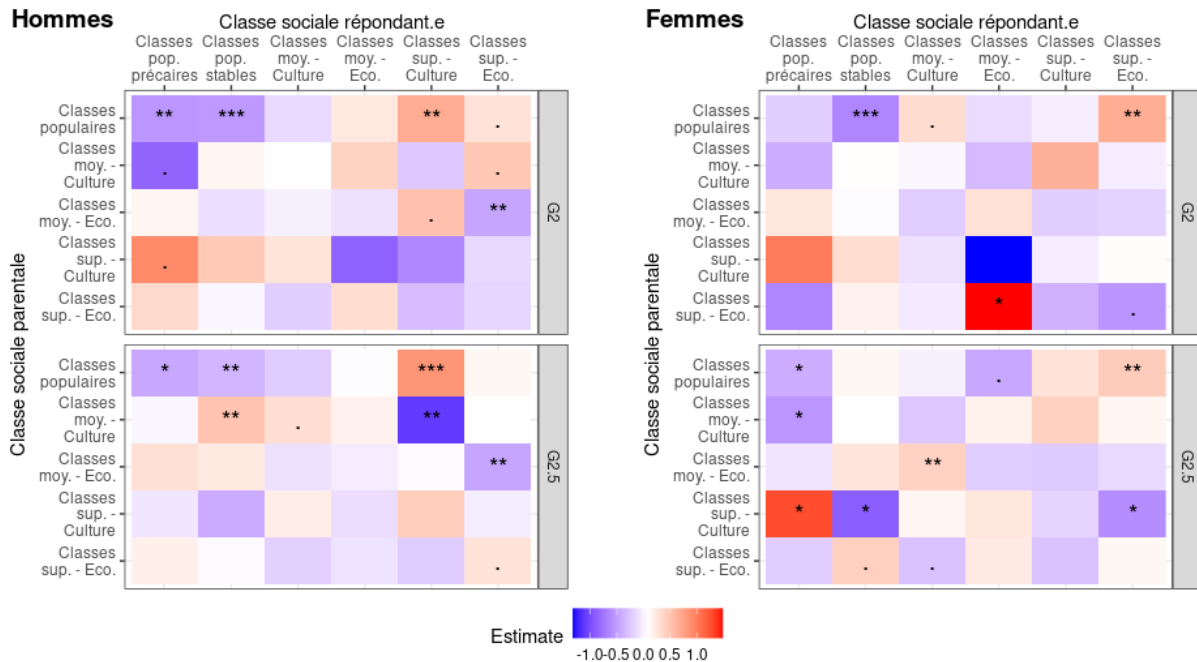 Hommes
Classe sociale répondant.e
Classes pop. précaires
Classes pop. stables
Classes moy. - Culture
Classes moy. - Eco.
Classes sup. - Culture
Classes sup. - Eco.
Classe sociale parentale
Classes populaires
** *** ** .
Classes moy. - Culture
. .
Classes moy. - Eco.
. **
Classes sup. - Culture
.
Classes sup. - Eco.
G2
Classes populaires
* ** ***
Classes moy. - Culture
** . **
Classes moy. - Eco.
**
Classes sup. - Culture
Classes sup. - Eco.
.
G2.5
Femmes
Classe sociale répondant.e
Classes pop. précaires
Classes pop. stables
Classes moy. - Culture
Classes moy. - Eco.
Classes sup. - Culture
Classes sup. - Eco.
Classe sociale parentale
Classes populaires
*** . **
Classes moy. - Culture
Classes moy. - Eco.
Classes sup. - Culture
Classes sup. - Eco.
* .
G2
Classes populaires
* . **
Classes moy. - Culture
*
Classes moy. - Eco.
**
Classes sup. - Culture
* * *
Classes sup. - Eco.
. .
G2.5
Estimate
-1.0 -0.5 0.0 0.5 1.0